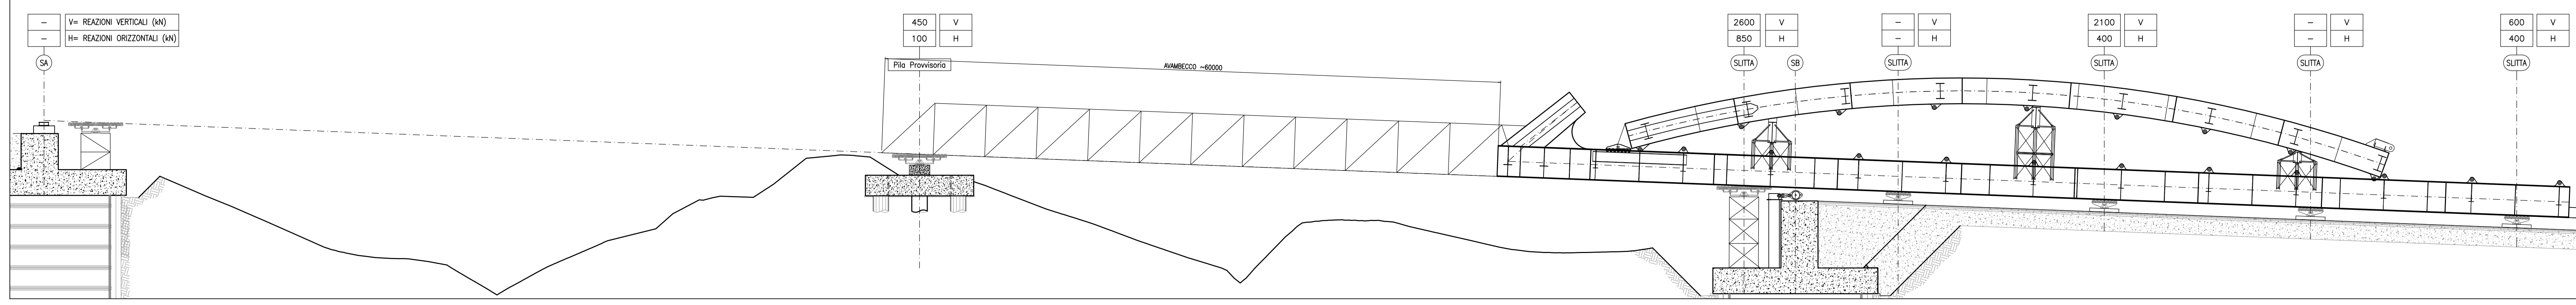 - V= REAZIONI VERTICALI (kN)
- H= REAZIONI ORIZZONTALI (kN)
SA
450 V
100 H
Pila Provvisoria
AVAMBECCO ~60000
2600 V
850 H
SLITTA
SB
- V
- H
SLITTA
2100 V
400 H
SLITTA
- V
- H
SLITTA
600 V
400 H
SLITTA